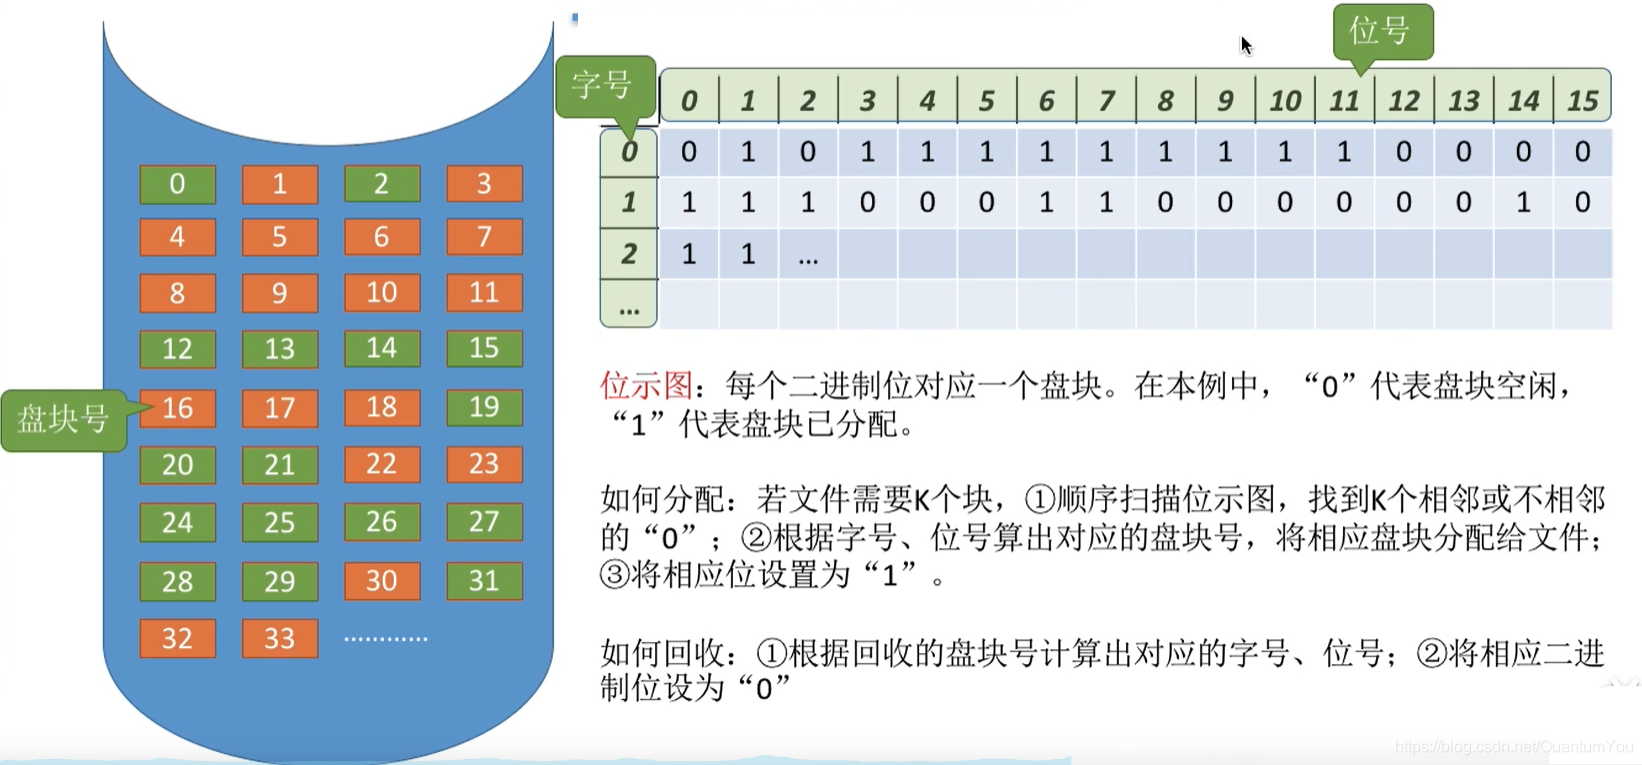 位号
字号
0 1 2 3 4 5 6 7 8 9 10 11 12 13 14 15
0 0 1 0 1 1 1 1 1 1 1 1 1 0 0 0 0
1 1 1 1 0 0 0 1 1 0 0 0 0 0 0 1 0
2 1 1 ...
...
0 1 2 3
4 5 6 7
8 9 10 11
12 13 14 15
盘块号
16 17 18 19
20 21 22 23
24 25 26 27
28 29 30 31
32 33 …………
位示图：每个二进制位对应一个盘块。在本例中，“0”代表盘块空闲，
“1”代表盘块已分配。
如何分配：若文件需要K个块，①顺序扫描位示图，找到K个相邻或不相邻
的“0”；②根据字号、位号算出对应的盘块号，将相应盘块分配给文件；
③将相应位设置为“1”。
如何回收：①根据回收的盘块号计算出对应的字号、位号；②将相应二进
制位设为“0”
https://blog.csdn.net/QuantumYou